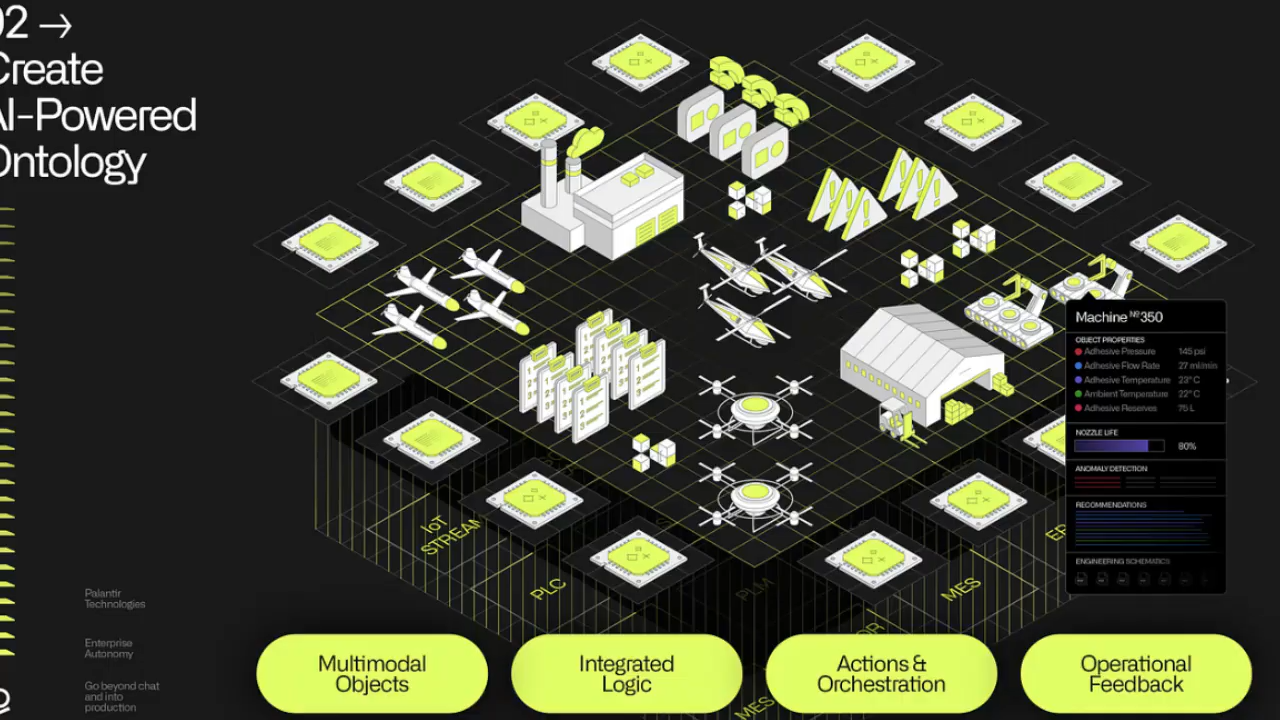 02 →
Create
AI-Powered
Ontology
Machine Nº350
OBJECT PROPERTIES
Adhesive Pressure 145 psi
Adhesive Flow Rate 27 ml/min
Adhesive Temperature 23° C
Ambient Temperature 22° C
Adhesive Reserves 75 L
NOZZLE LIFE
80%
ANOMALY DETECTION
RECOMMENDATIONS
ENGINEERING SCHEMATICS
IoT
STREAM
PLC
PLM
MES
MES
Palantir
Technologies
Enterprise
Autonomy
Go beyond chat
and into
production
Multimodal
Objects
Integrated
Logic
Actions &
Orchestration
Operational
Feedback